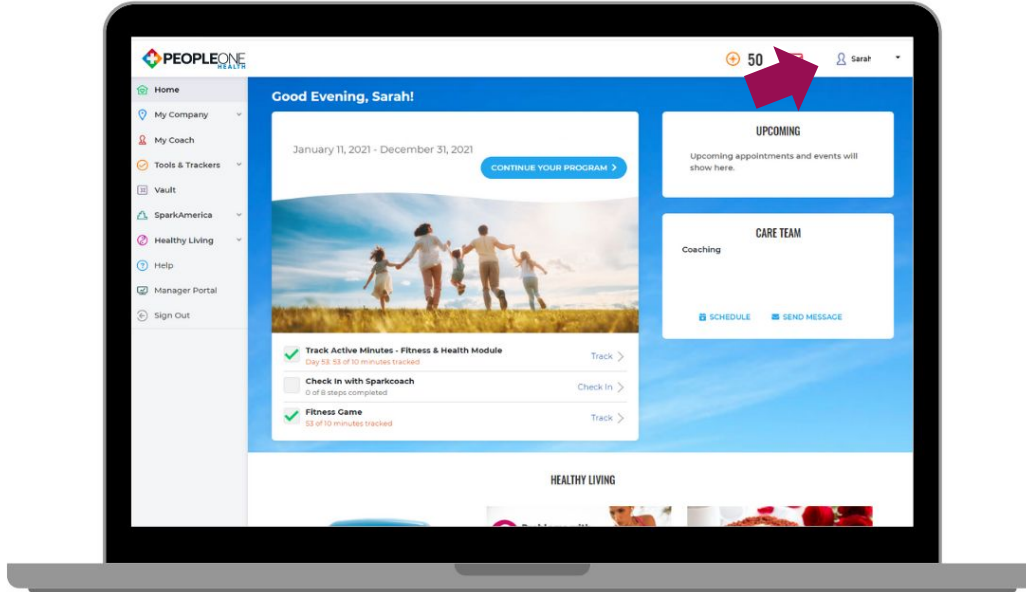 PEOPLEONE
HEALTH
50
Sarah
Home
My Company
My Coach
Tools & Trackers
Vault
SparkAmerica
Healthy Living
Help
Manager Portal
Sign Out
Good Evening, Sarah!
January 11, 2021 - December 31, 2021
CONTINUE YOUR PROGRAM
Track Active Minutes - Fitness & Health Module
Day 53. 53 of 10 minutes tracked
Track
Check In with Sparkcoach
0 of 8 steps completed
Check In
Fitness Game
53 of 10 minutes tracked
Track
UPCOMING
Upcoming appointments and events will
show here.
CARE TEAM
Coaching
SCHEDULE
SEND MESSAGE
HEALTHY LIVING